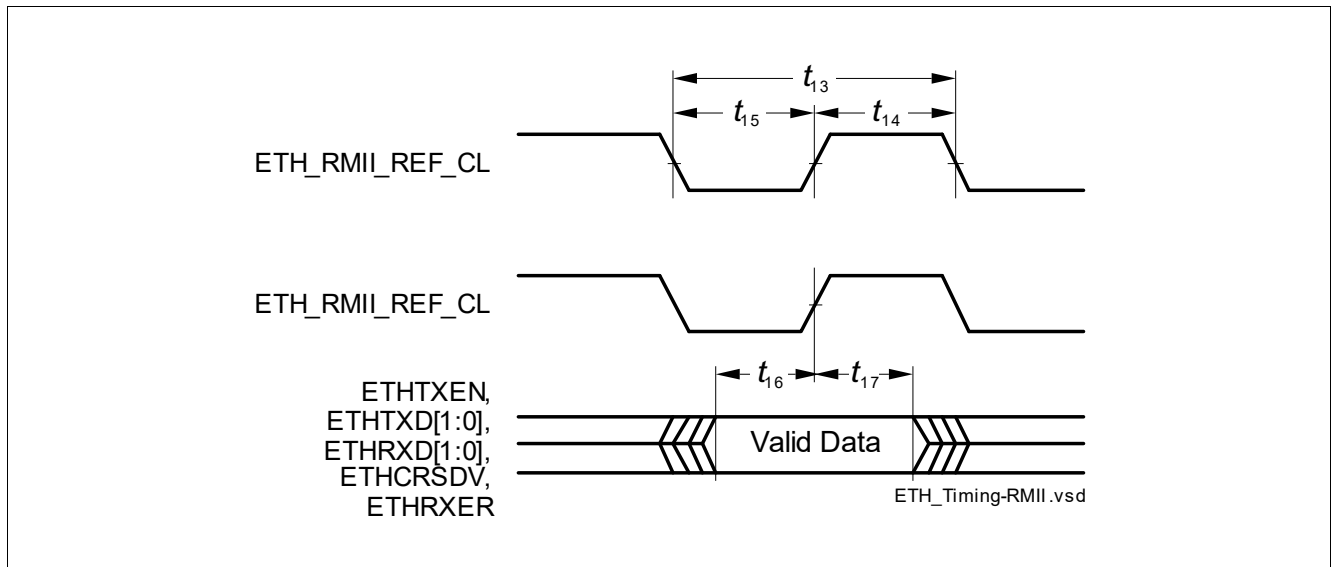 t13
t15 t14
ETH_RMII_REF_CL
ETH_RMII_REF_CL
t16 t17
ETHTXEN,
ETHTXD[1:0],
ETHRXD[1:0],
ETHCRSDV,
ETHRXER
Valid Data
ETH_Timing-RMII.vsd